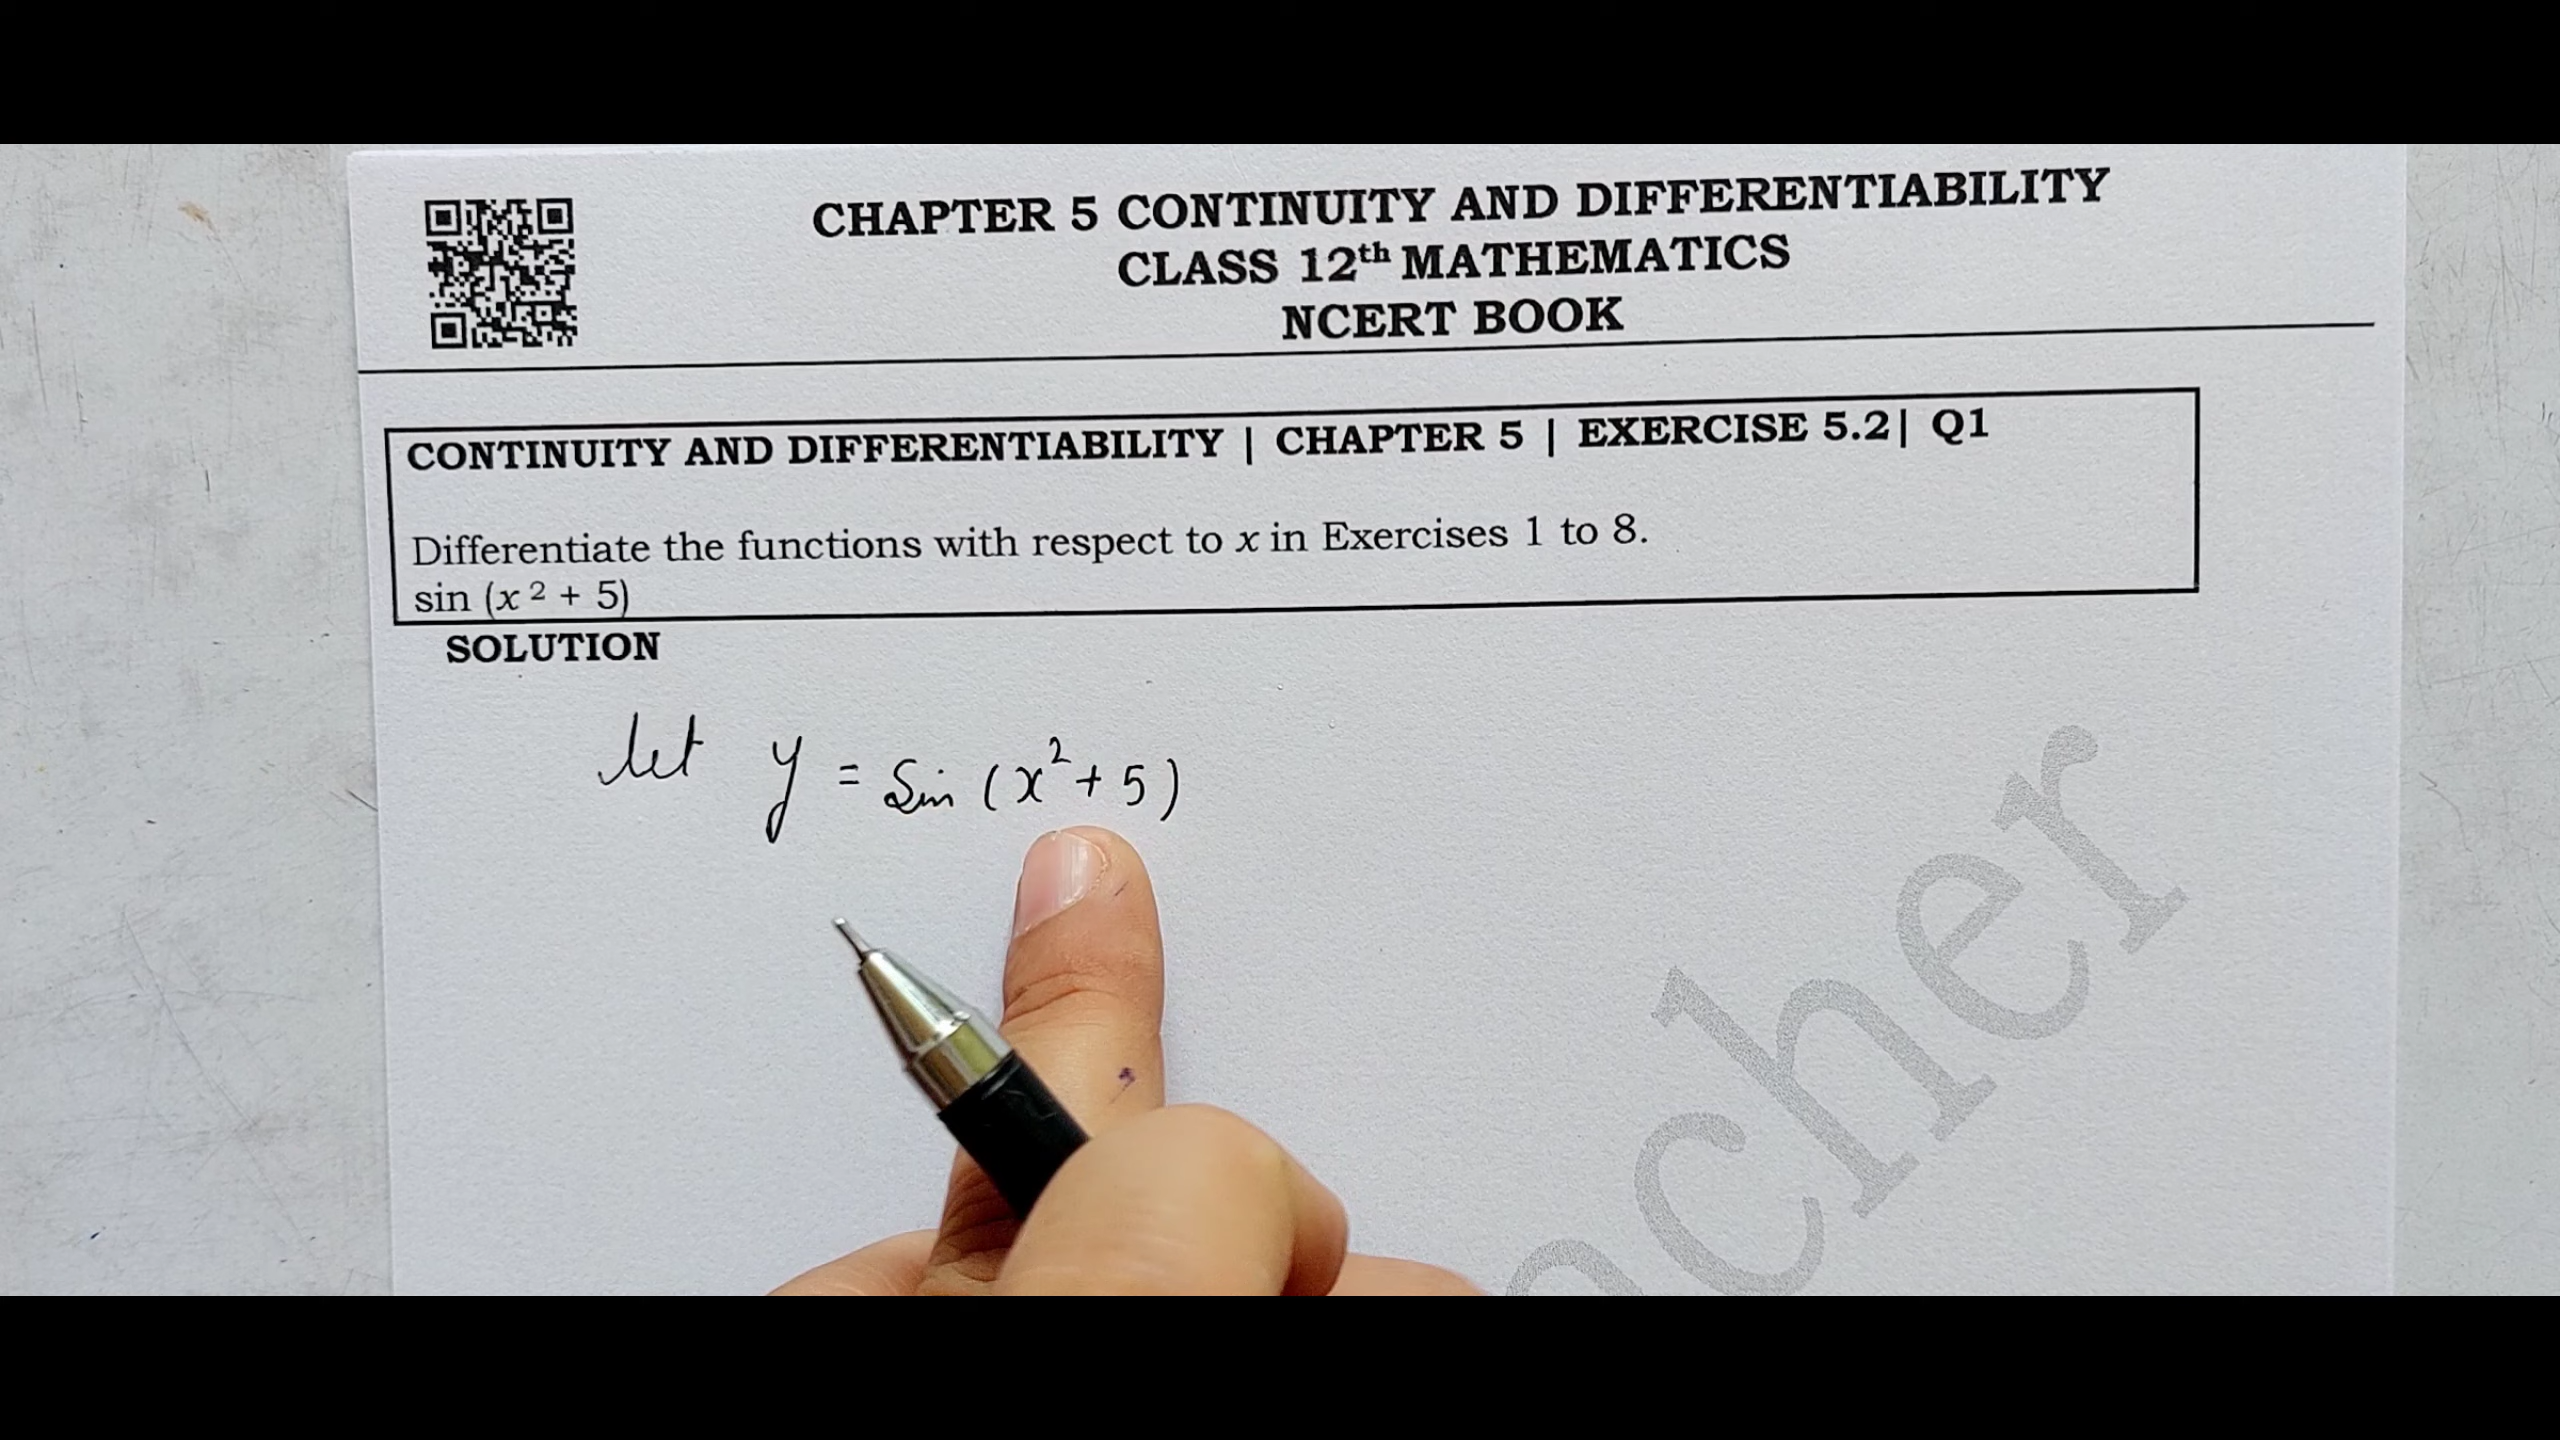 CHAPTER 5 CONTINUITY AND DIFFERENTIABILITY
CLASS 12th MATHEMATICS
NCERT BOOK
CONTINUITY AND DIFFERENTIABILITY | CHAPTER 5 | EXERCISE 5.2| Q1
Differentiate the functions with respect to x in Exercises 1 to 8.
sin (x² + 5)
SOLUTION
let y = Sin (x² + 5)
cher